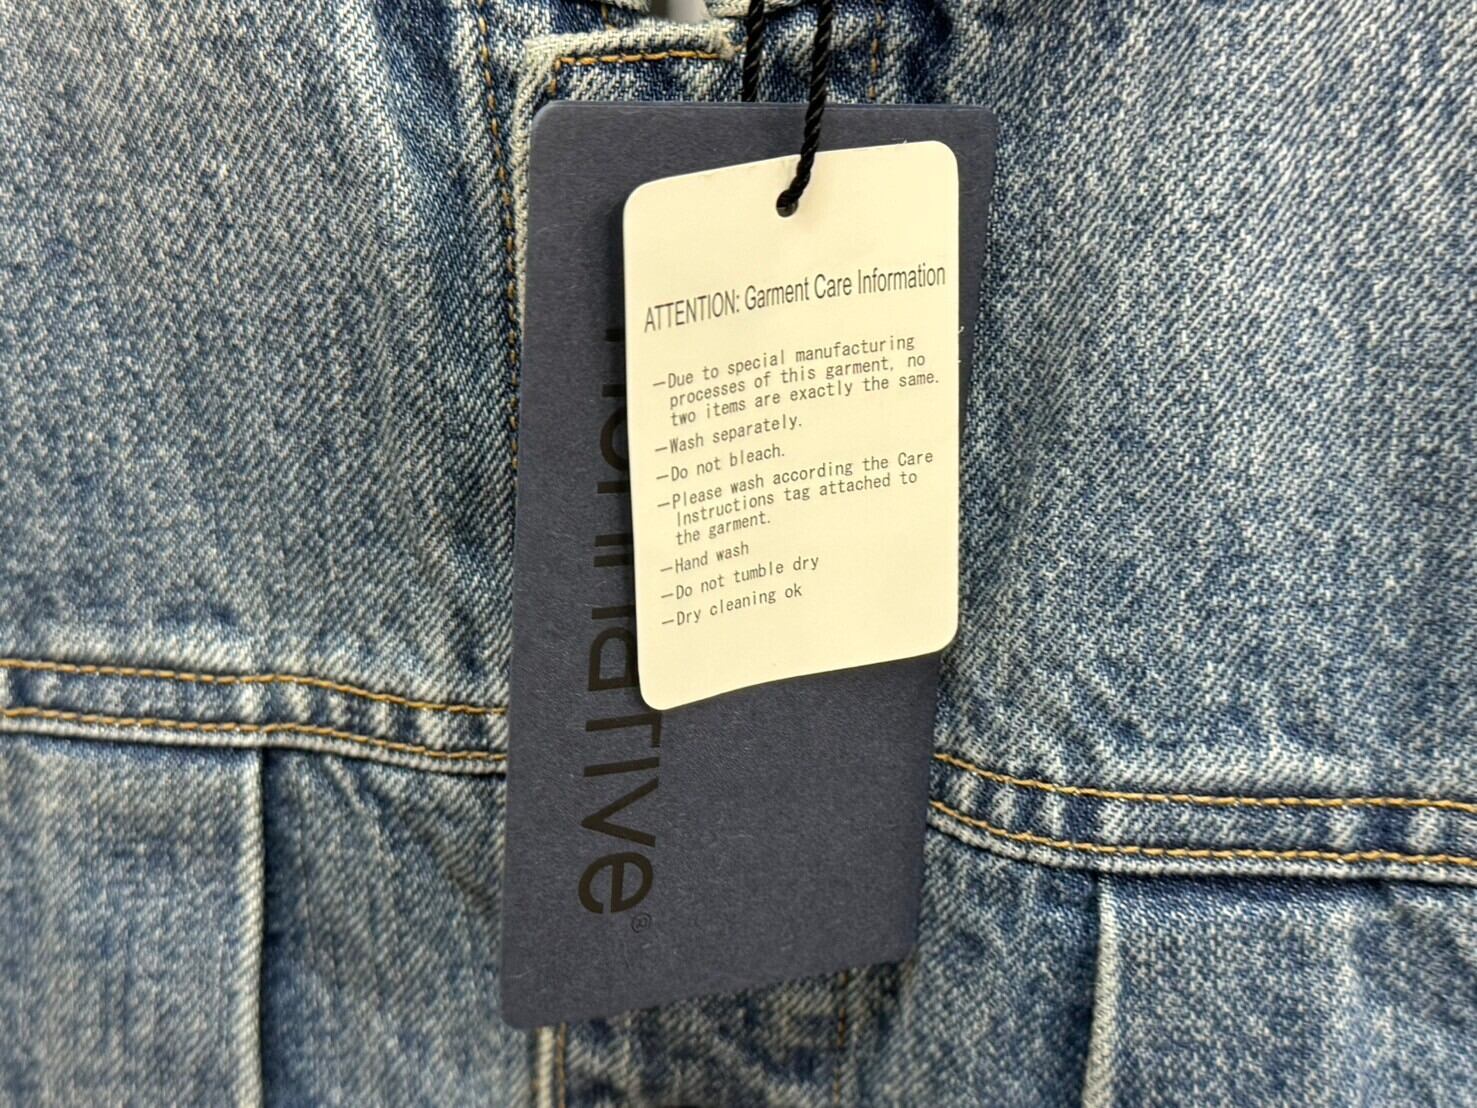 ATTENTION: Garment Care Information
—Due to special manufacturing
processes of this garment, no
two items are exactly the same.
—Wash separately.
—Do not bleach.
—Please wash according the Care
Instructions tag attached to
the garment.
—Hand wash
—Do not tumble dry
—Dry cleaning ok